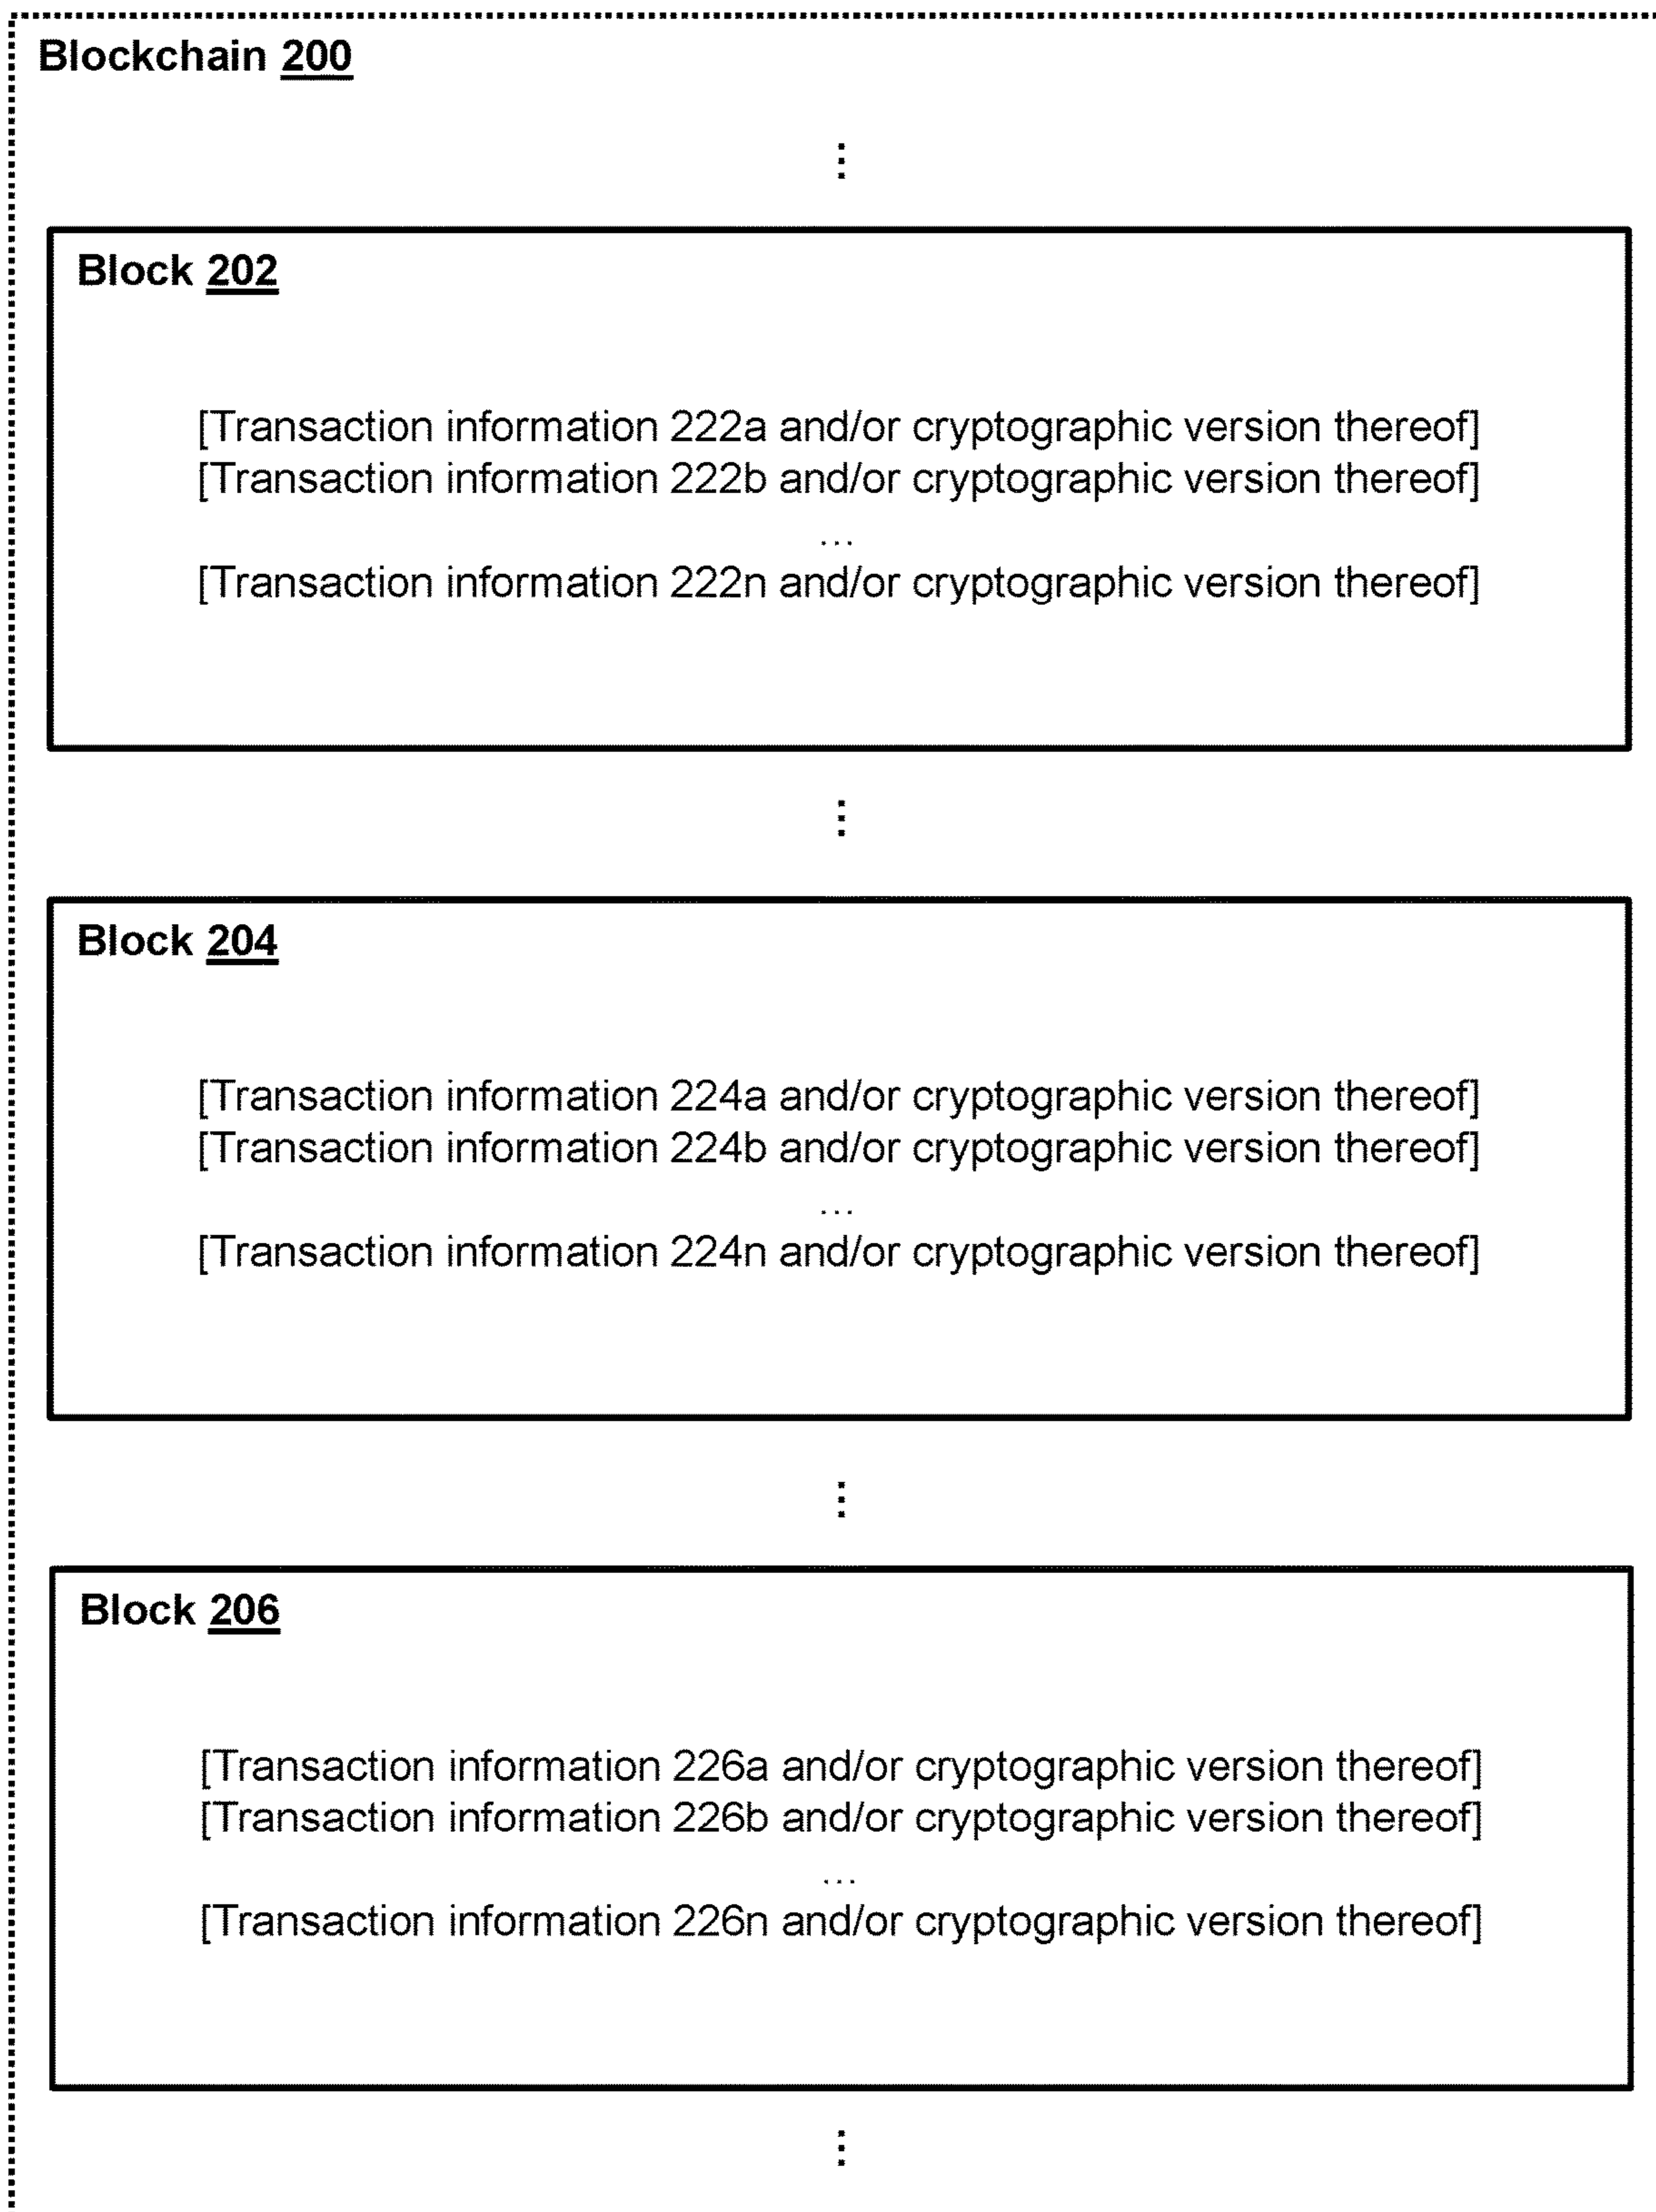 Blockchain 200
⋮
Block 202
[Transaction information 222a and/or cryptographic version thereof]
[Transaction information 222b and/or cryptographic version thereof]
...
[Transaction information 222n and/or cryptographic version thereof]
⋮
Block 204
[Transaction information 224a and/or cryptographic version thereof]
[Transaction information 224b and/or cryptographic version thereof]
...
[Transaction information 224n and/or cryptographic version thereof]
⋮
Block 206
[Transaction information 226a and/or cryptographic version thereof]
[Transaction information 226b and/or cryptographic version thereof]
...
[Transaction information 226n and/or cryptographic version thereof]
⋮